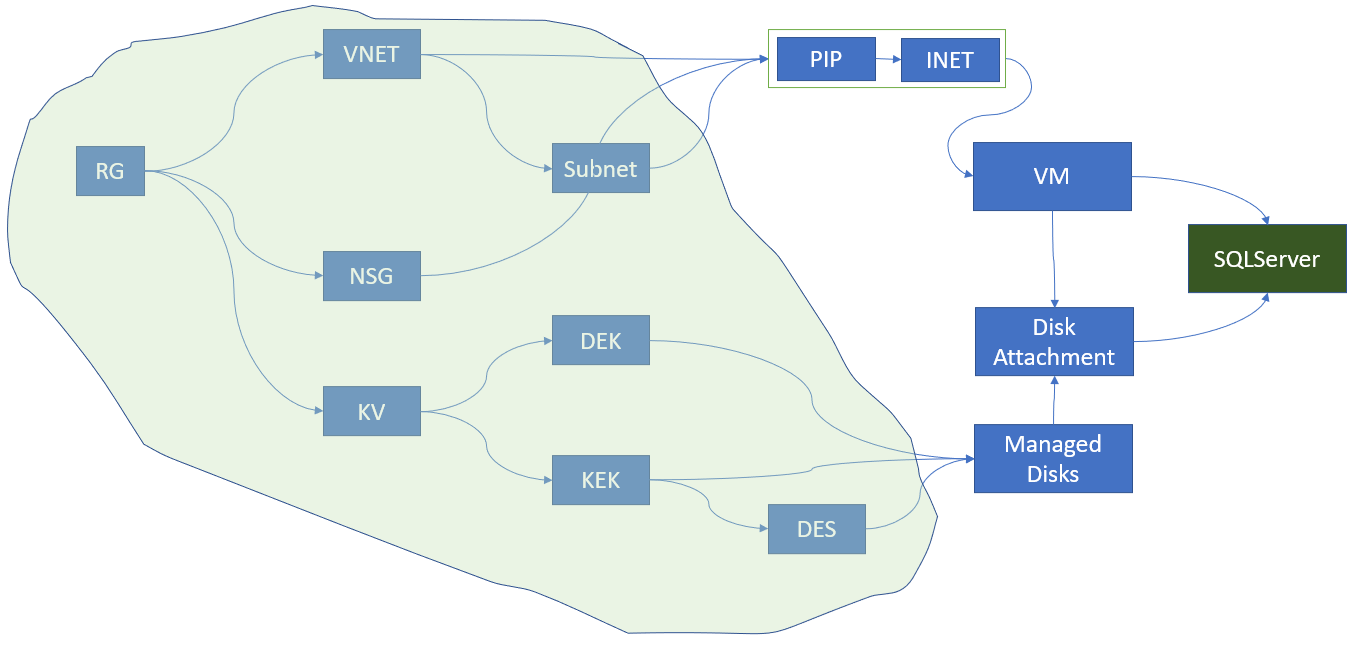 VNET
PIP
INET
RG
Subnet
VM
NSG
SQLServer
DEK
Disk
Attachment
KV
KEK
Managed
Disks
DES